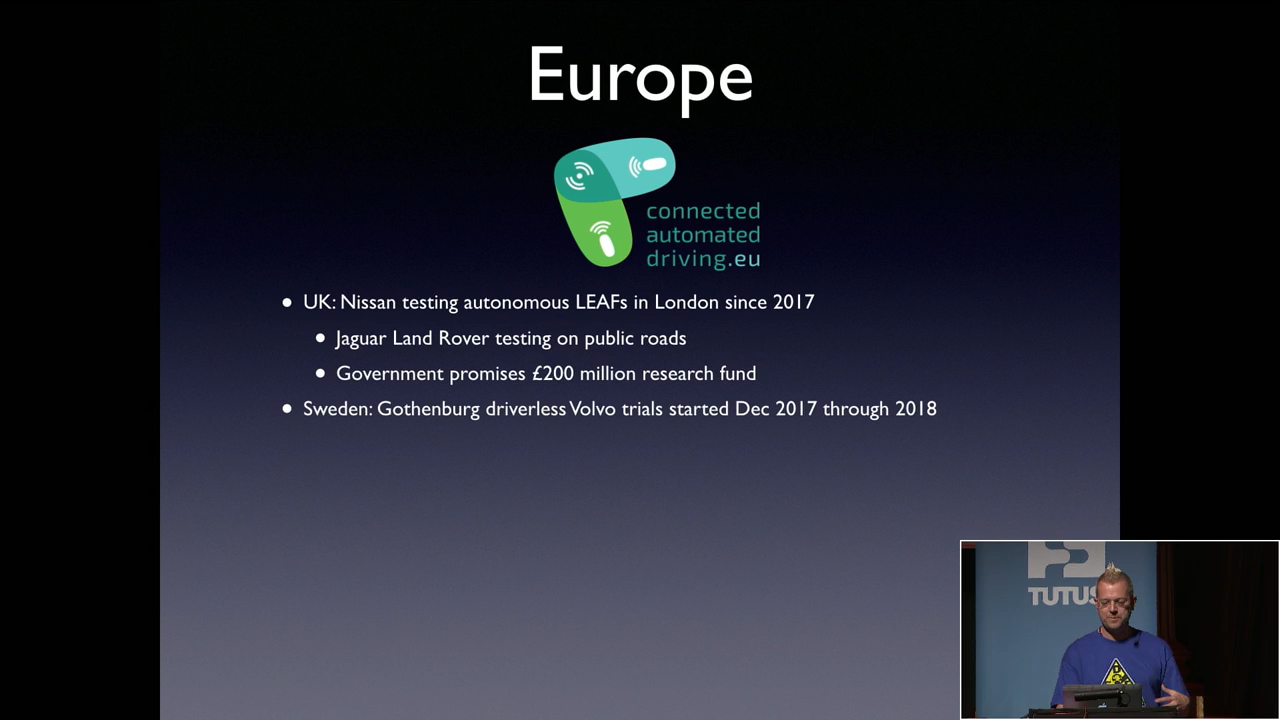 Europe
connected
automated
driving.eu
• UK: Nissan testing autonomous LEAFs in London since 2017
• Jaguar Land Rover testing on public roads
• Government promises £200 million research fund
• Sweden: Gothenburg driverless Volvo trials started Dec 2017 through 2018
TUTUS